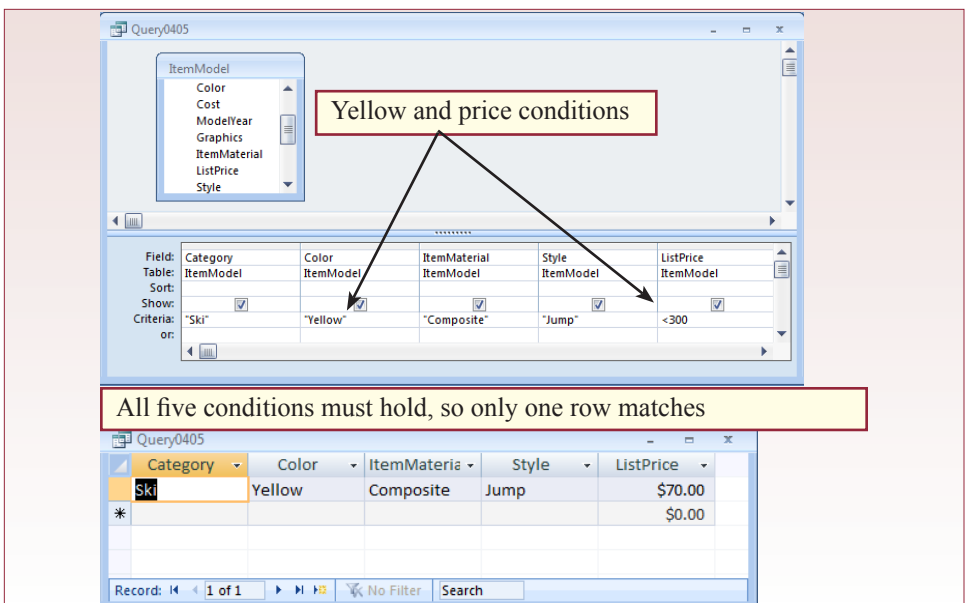 Query0405
ItemModel
Color
Cost
ModelYear
Graphics
ItemMaterial
ListPrice
Style
Yellow and price conditions
Field: Category Color ItemMaterial Style ListPrice
Table: ItemModel ItemModel ItemModel ItemModel ItemModel
Sort:
Show:
Criteria: "Ski" "Yellow" "Composite" "Jump" <300
or:
All five conditions must hold, so only one row matches
Query0405
Category Color ItemMateria Style ListPrice
Ski Yellow Composite Jump $70.00
$0.00
Record: 1 of 1 No Filter Search